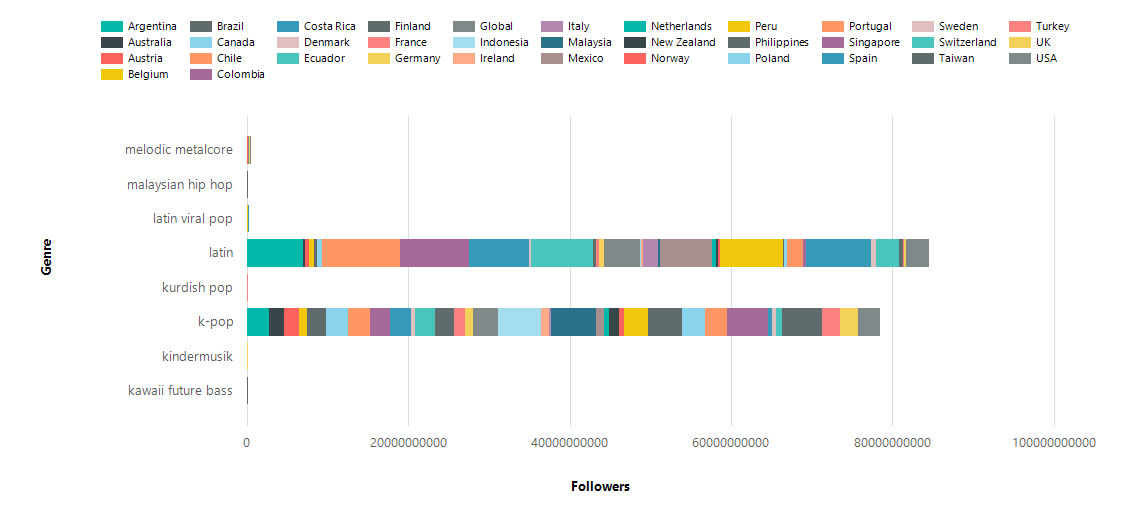 Argentina Brazil Costa Rica Finland Global Italy Netherlands Peru Portugal Sweden Turkey
Australia Canada Denmark France Indonesia Malaysia New Zealand Philippines Singapore Switzerland UK
Austria Chile Ecuador Germany Ireland Mexico Norway Poland Spain Taiwan USA
Belgium Colombia
melodic metalcore
malaysian hip hop
latin viral pop
latin
Genre
kurdish pop
k-pop
kindermusik
kawaii future bass
0 20000000000 40000000000 60000000000 80000000000 100000000000
Followers